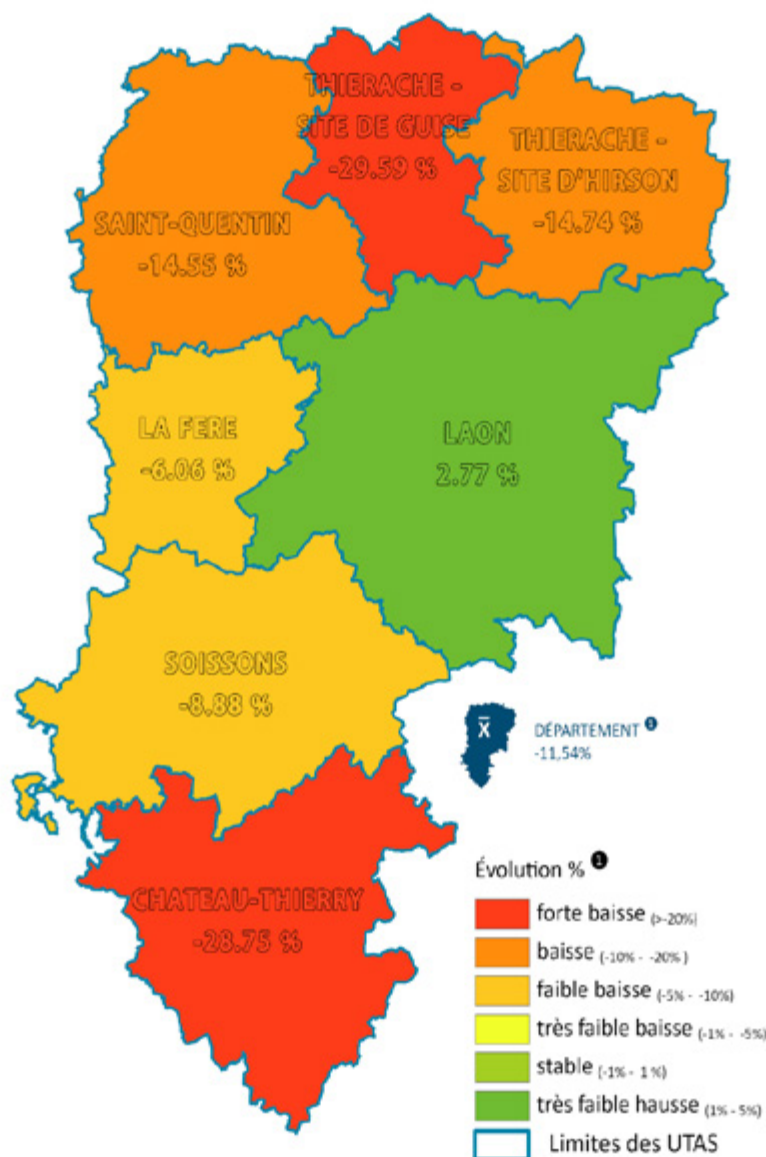 THIERACHE -
SITE DE GUISE
-29.59 %
THIERACHE -
SITE D'HIRSON
-14.74 %
SAINT-QUENTIN
-14.55 %
LA FERE
-6.06 %
LAON
2.77 %
SOISSONS
-8.88 %
X̄
DÉPARTEMENT ❶
-11,54%
CHATEAU-THIERRY
-28.75 %
Évolution % ❶
forte baisse (>-20%)
baisse (-10% - -20%)
faible baisse (-5% - -10%)
très faible baisse (-1% - -5%)
stable (-1% - 1%)
très faible hausse (1% - 5%)
Limites des UTAS